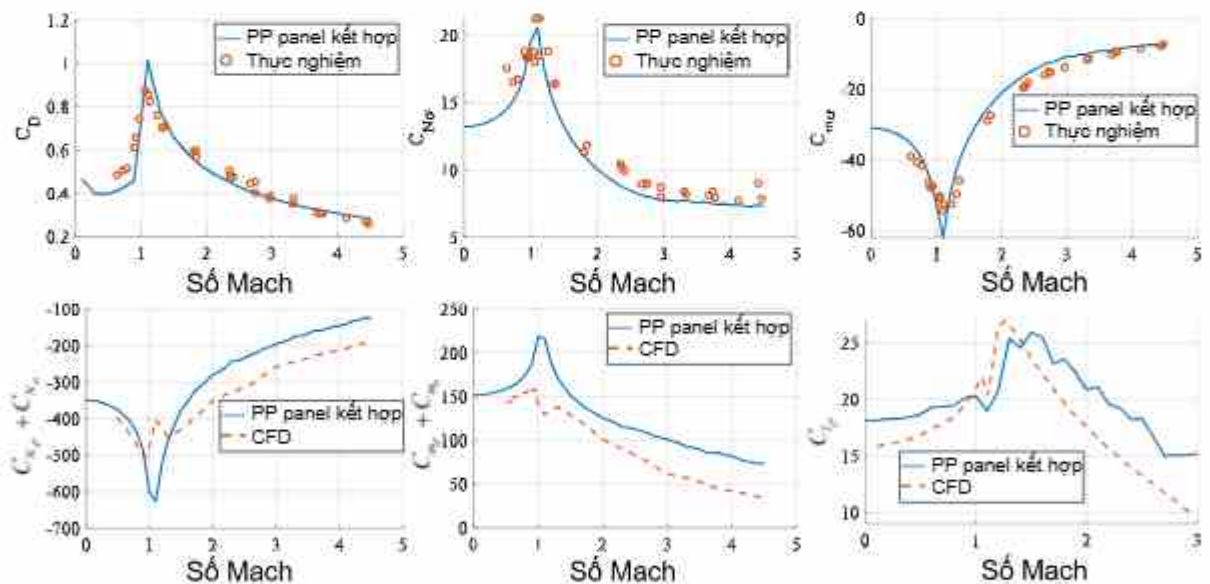 1.2
1
0.8
0.6
0.4
0.2
C_D
PP panel kết hợp
Thực nghiệm
0 1 2 3 4 5
Số Mach
20
15
10
5
C_Nα
PP panel kết hợp
Thực nghiệm
0 1 2 3 4 5
Số Mach
0
-20
-40
-60
C_mα
PP panel kết hợp
Thực nghiệm
0 1 2 3 4 5
Số Mach
-100
-200
-300
-400
-500
-600
-700
PP panel kết hợp
CFD
0 1 2 3 4 5
Số Mach
250
200
150
100
50
0
PP panel kết hợp
CFD
0 1 2 3 4 5
Số Mach
25
20
15
10
PP panel kết hợp
CFD
0 1 2 3
Số Mach